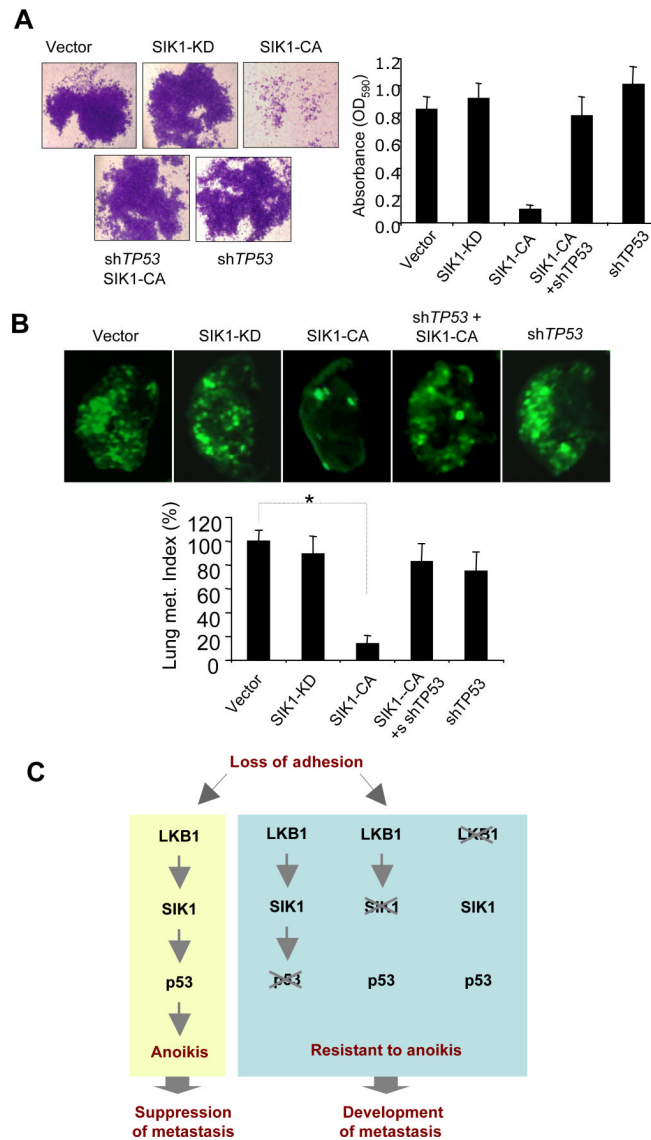 A
Vector SIK1-KD SIK1-CA
shTP53
SIK1-CA
shTP53
Absorbance (OD590)
1.2
1.0
0.8
0.6
0.4
0.2
0
Vector
SIK1-KD
SIK1-CA
SIK1-CA
+shTP53
shTP53
B
Vector SIK1-KD SIK1-CA shTP53 +
SIK1-CA shTP53
*
Lung met. Index (%)
120
100
80
60
40
20
0
Vector
SIK1-KD
SIK1-CA
SIK1--CA
+s shTP53
shTP53
C
Loss of adhesion
LKB1 LKB1 LKB1 LKB1
SIK1 SIK1 SIK1 SIK1
p53 p53 p53 p53
Anoikis Resistant to anoikis
Suppression
of metastasis
Development
of metastasis